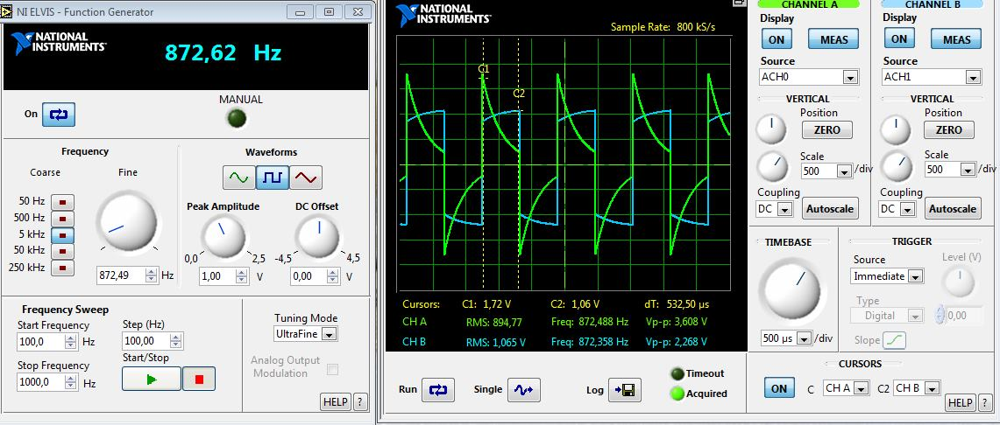 NI ELVIS - Function Generator
NATIONAL
INSTRUMENTS™
872,62 Hz
On
MANUAL
Frequency
Coarse
Fine
50 Hz
500 Hz
5 kHz
50 kHz
250 kHz
872,49 Hz
Waveforms
Peak Amplitude
DC Offset
0,0
2,5
-4,5
4,5
1,00 V
0,00 V
Frequency Sweep
Start Frequency
100,0 Hz
Step (Hz)
100,00
Stop Frequency
1000,0 Hz
Start/Stop
Tuning Mode
UltraFine
Analog Output
Modulation
HELP ?
NATIONAL
INSTRUMENTS™
Sample Rate: 800 kS/s
C1
C2
Cursors: C1: 1,72 V C2: 1,06 V dT: 532,50 µs
CH A RMS: 894,77 Freq: 872,488 Hz Vp-p: 3,608 V
CH B RMS: 1,065 V Freq: 872,358 Hz Vp-p: 2,268 V
Run
Single
Log
Timeout
Acquired
CHANNEL A
Display
ON MEAS
Source
ACH0
VERTICAL
Position
ZERO
Scale
500 /div
Coupling
DC
Autoscale
CHANNEL B
Display
ON MEAS
Source
ACH1
VERTICAL
Position
ZERO
Scale
500 /div
Coupling
DC
Autoscale
TIMEBASE
500 µs /div
TRIGGER
Source
Immediate
Level (V)
Type
Digital
0,00
Slope
CURSORS
ON C CH A C2 CH B
HELP ?